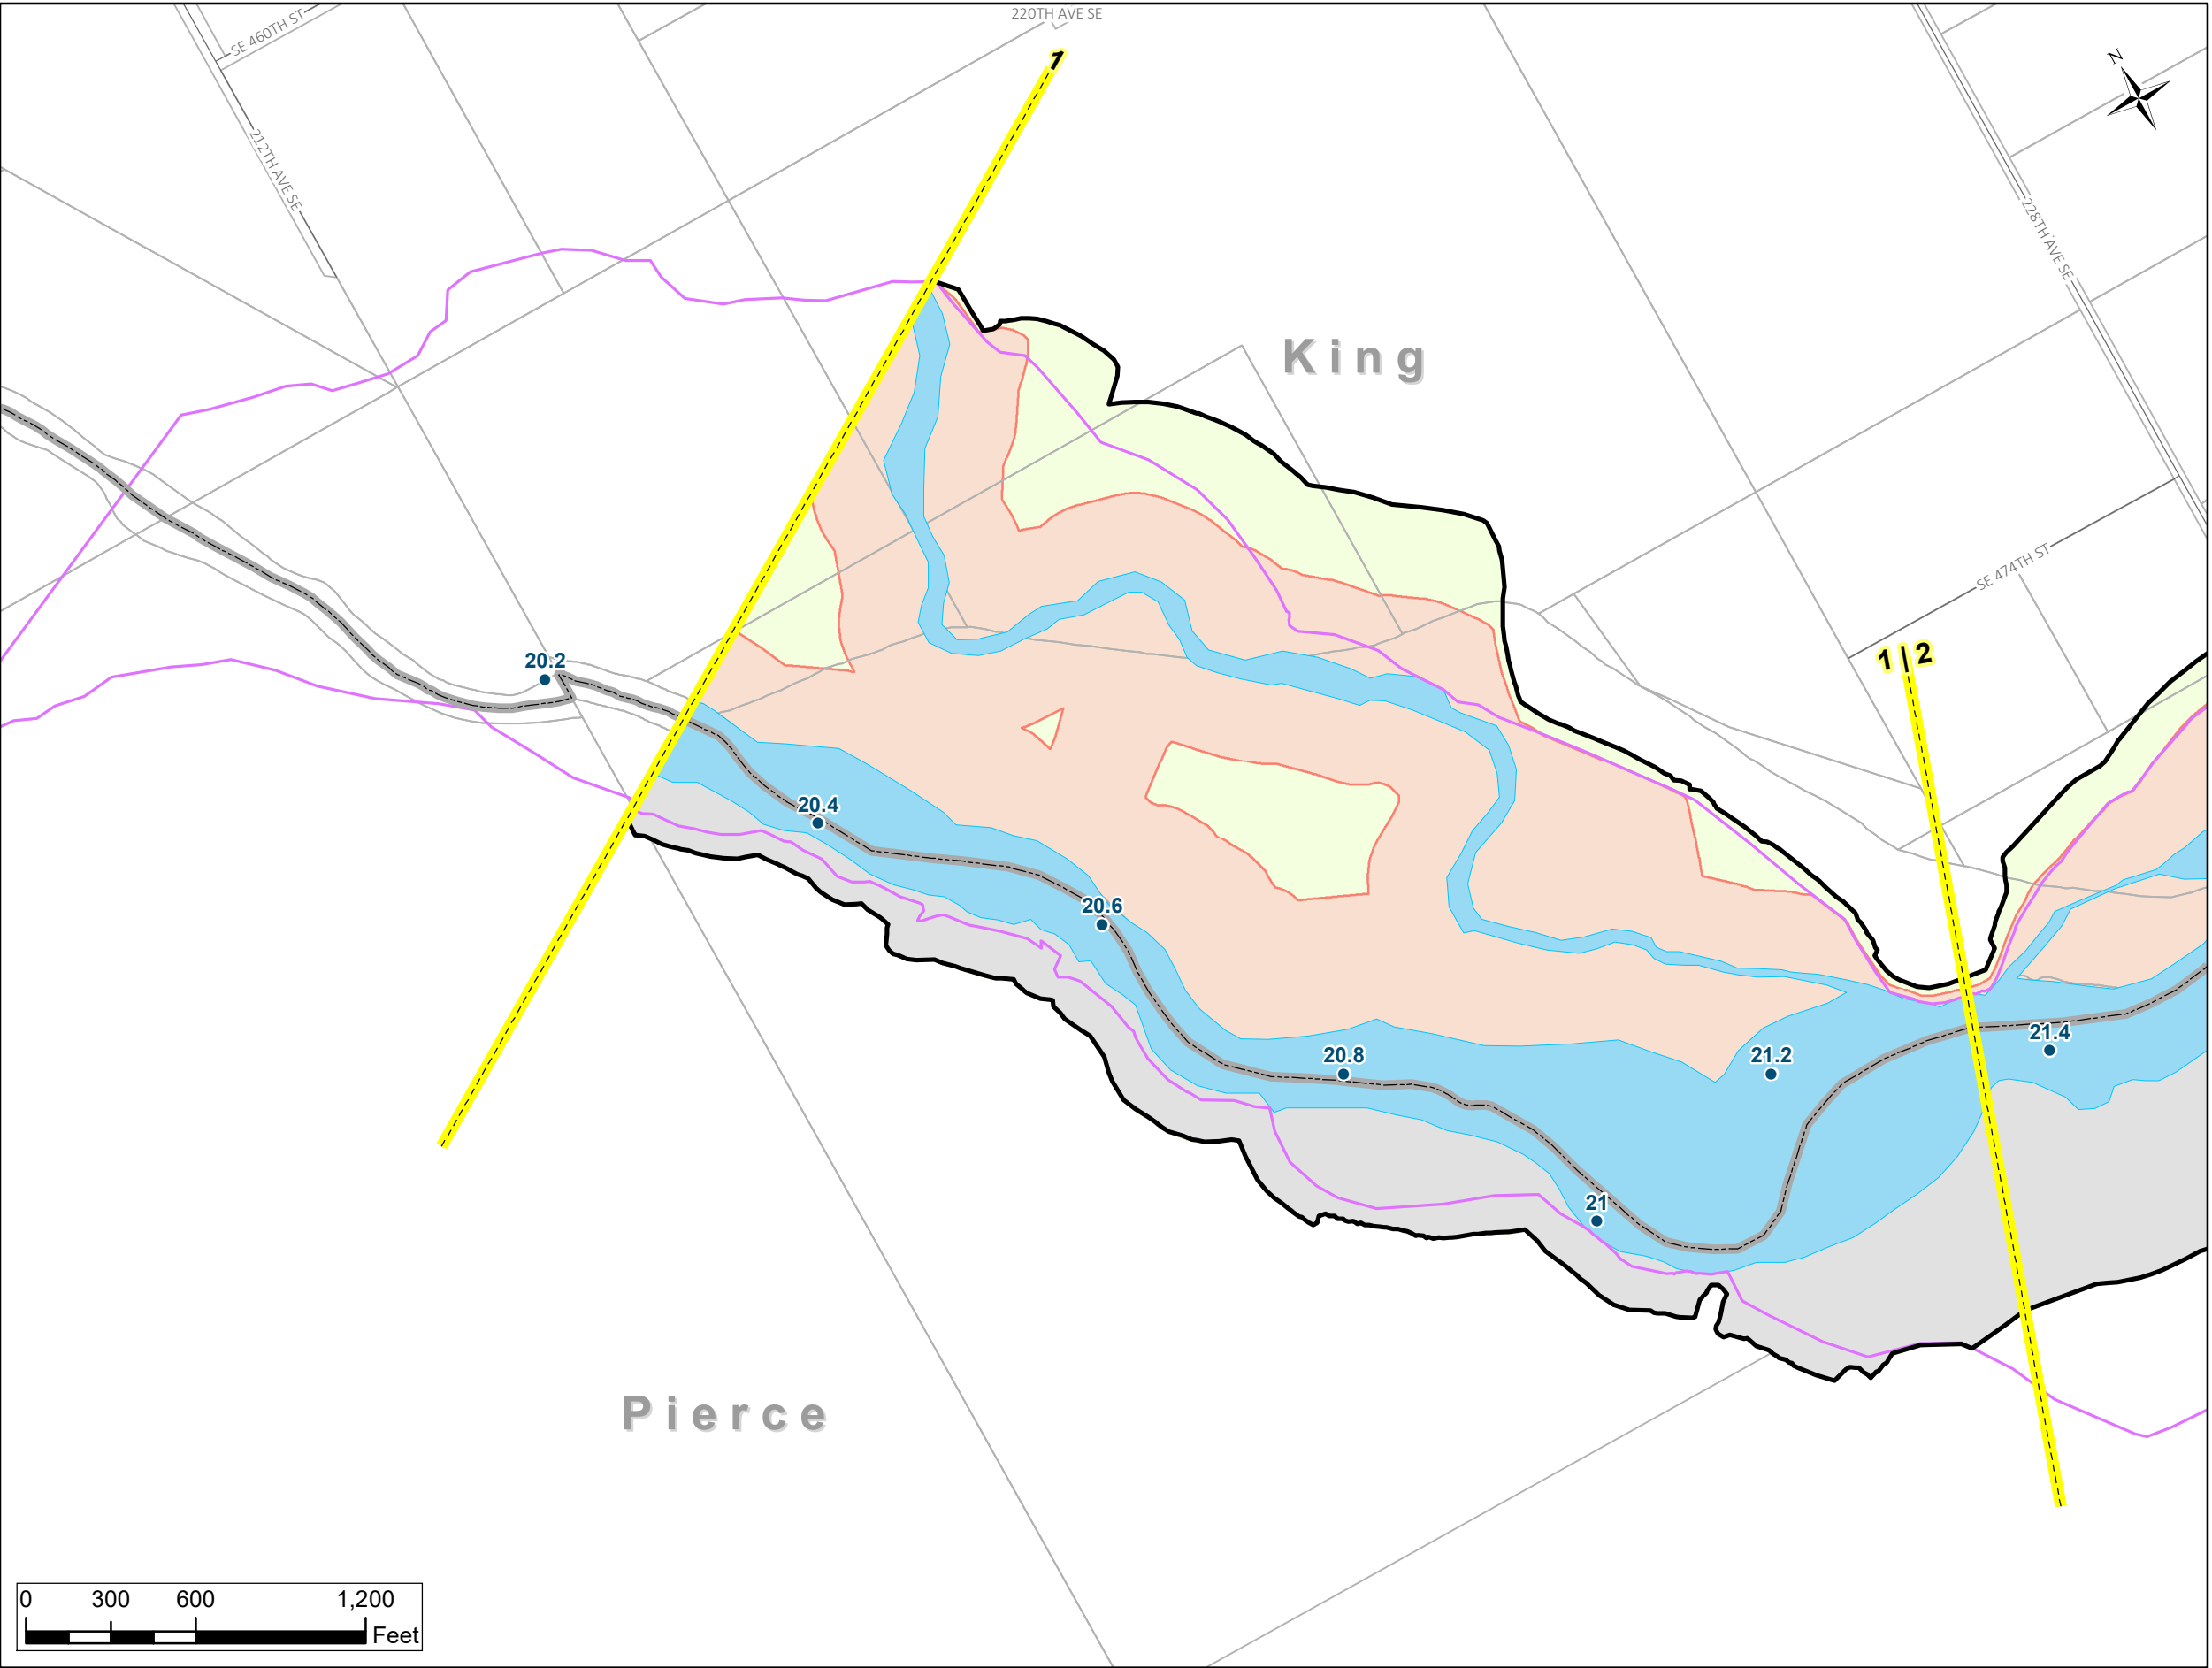 220TH AVE SE
SE 460TH ST
1
N
212TH AVE SE
228TH AVE SE
King
SE 474TH ST
20.2
1 | 2
20.4
20.6
21.4
20.8
21.2
21
Pierce
0 300 600 1,200
Feet